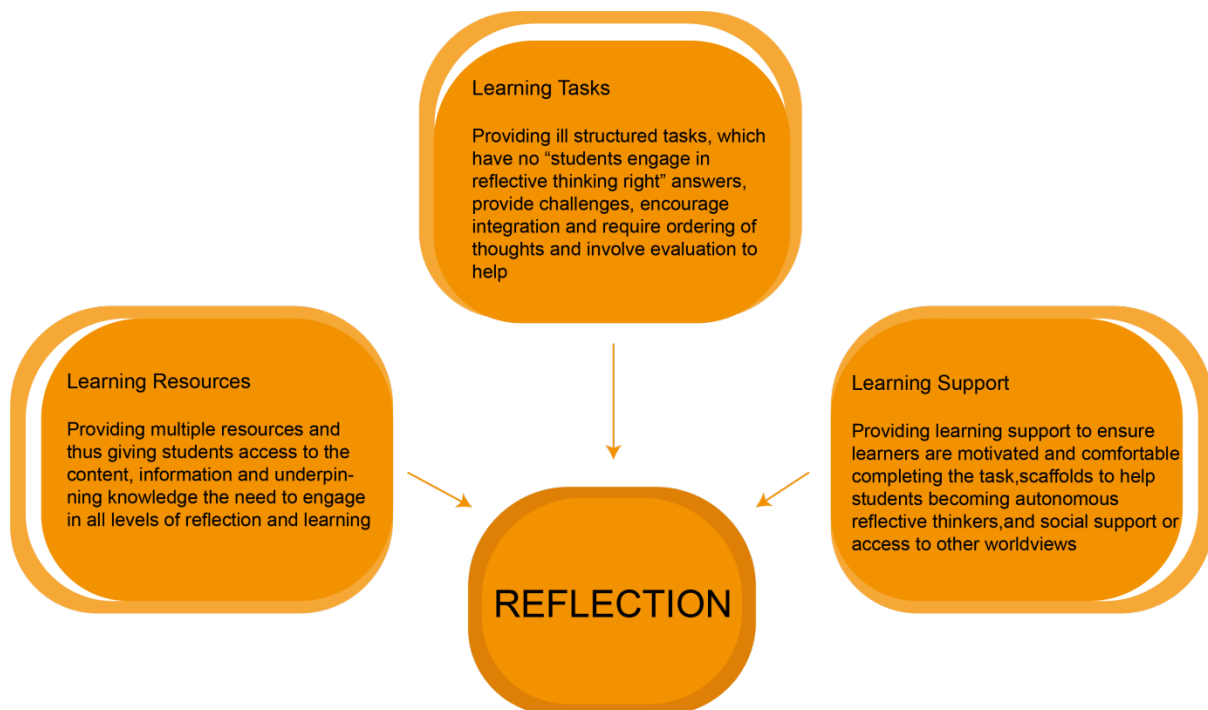 Learning Tasks
Providing ill structured tasks, which
have no “students engage in
reflective thinking right” answers,
provide challenges, encourage
integration and require ordering of
thoughts and involve evaluation to
help
Learning Resources
Providing multiple resources and
thus giving students access to the
content, information and underpin-
ning knowledge the need to engage
in all levels of reflection and learning
Learning Support
Providing learning support to ensure
learners are motivated and comfortable
completing the task,scaffolds to help
students becoming autonomous
reflective thinkers,and social support or
access to other worldviews
REFLECTION